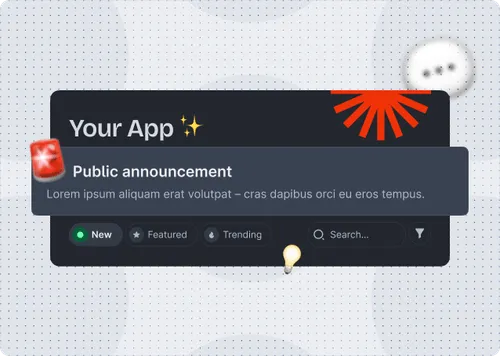 Your App ✨
Public announcement
Lorem ipsum aliquam erat volutpat – cras dapibus orci eu eros tempus.
New Featured Trending Search...